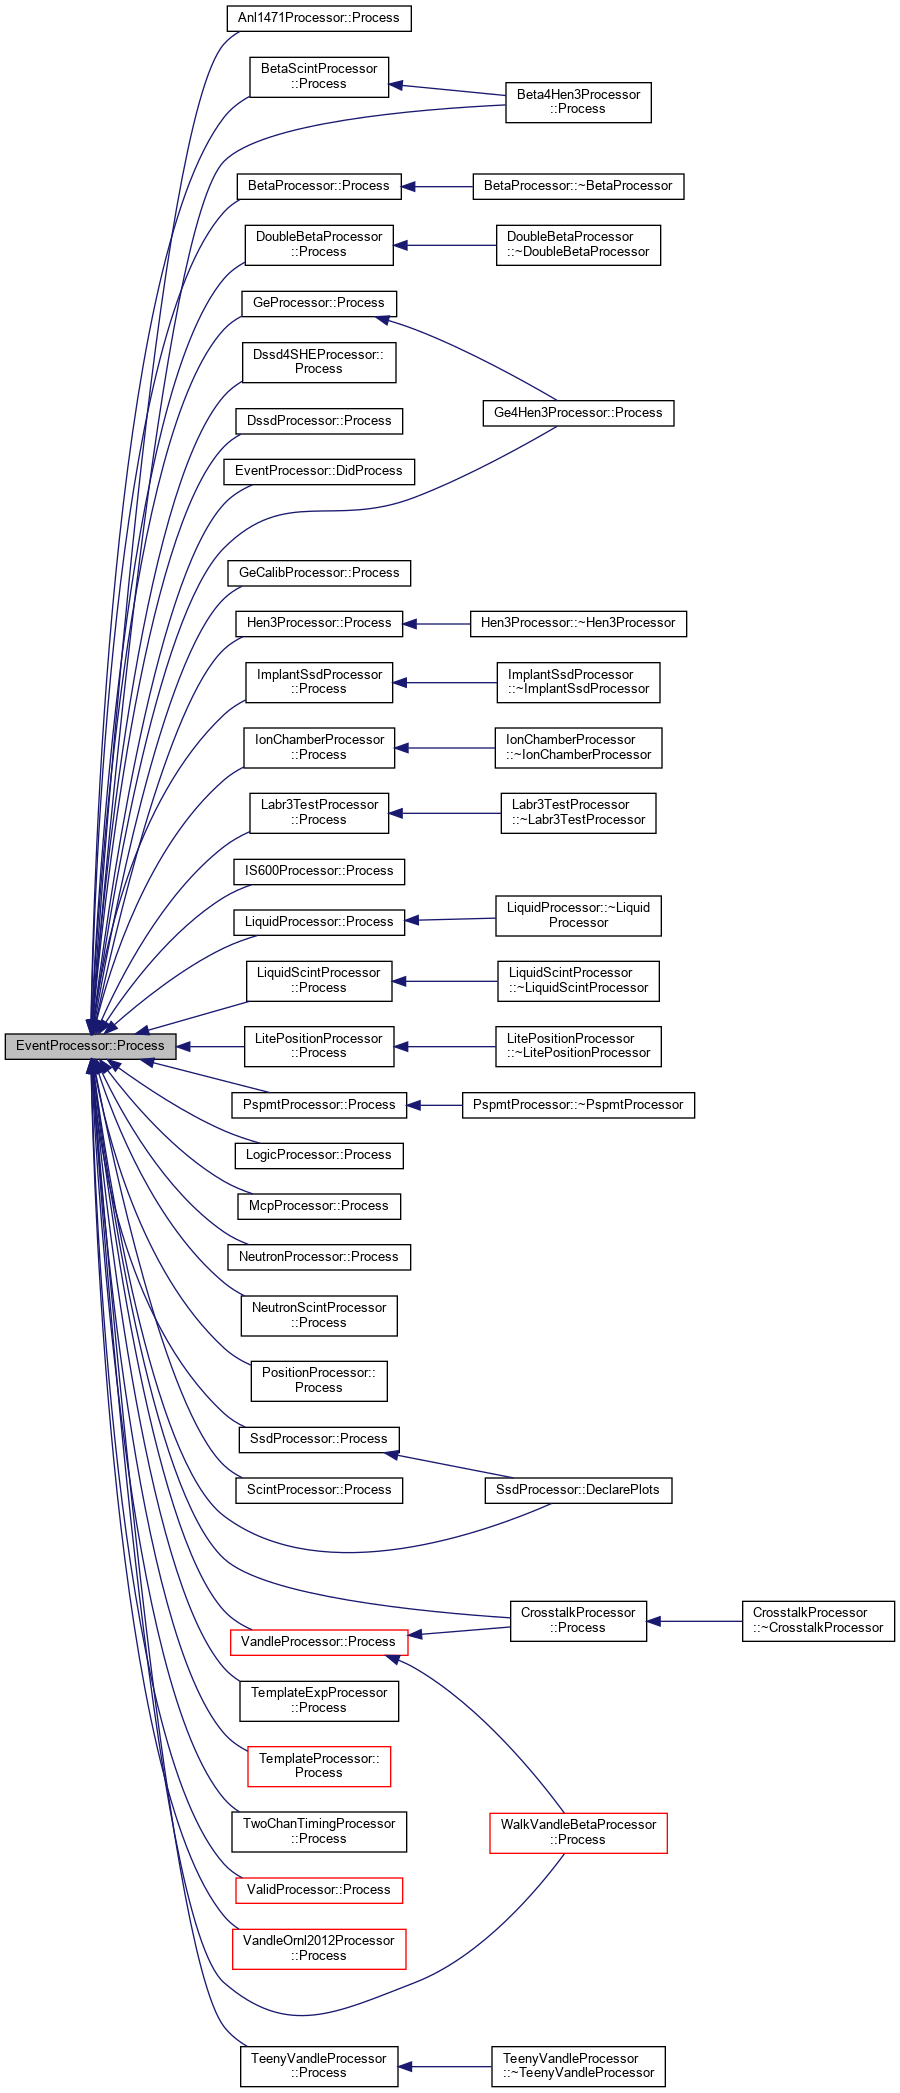 Anl1471Processor::Process
BetaScintProcessor
::Process
Beta4Hen3Processor
::Process
BetaProcessor::Process
BetaProcessor::~BetaProcessor
DoubleBetaProcessor
::Process
DoubleBetaProcessor
::~DoubleBetaProcessor
GeProcessor::Process
Dssd4SHEProcessor::
Process
Ge4Hen3Processor::Process
DssdProcessor::Process
EventProcessor::DidProcess
GeCalibProcessor::Process
Hen3Processor::Process
Hen3Processor::~Hen3Processor
ImplantSsdProcessor
::Process
ImplantSsdProcessor
::~ImplantSsdProcessor
IonChamberProcessor
::Process
IonChamberProcessor
::~IonChamberProcessor
Labr3TestProcessor
::Process
Labr3TestProcessor
::~Labr3TestProcessor
IS600Processor::Process
LiquidProcessor::Process
LiquidProcessor::~Liquid
Processor
LiquidScintProcessor
::Process
LiquidScintProcessor
::~LiquidScintProcessor
EventProcessor::Process
LitePositionProcessor
::Process
LitePositionProcessor
::~LitePositionProcessor
PspmtProcessor::Process
PspmtProcessor::~PspmtProcessor
LogicProcessor::Process
McpProcessor::Process
NeutronProcessor::Process
NeutronScintProcessor
::Process
PositionProcessor::
Process
SsdProcessor::Process
ScintProcessor::Process
SsdProcessor::DeclarePlots
CrosstalkProcessor
::Process
CrosstalkProcessor
::~CrosstalkProcessor
VandleProcessor::Process
TemplateExpProcessor
::Process
TemplateProcessor::
Process
TwoChanTimingProcessor
::Process
WalkVandleBetaProcessor
::Process
ValidProcessor::Process
VandleOrnl2012Processor
::Process
TeenyVandleProcessor
::Process
TeenyVandleProcessor
::~TeenyVandleProcessor